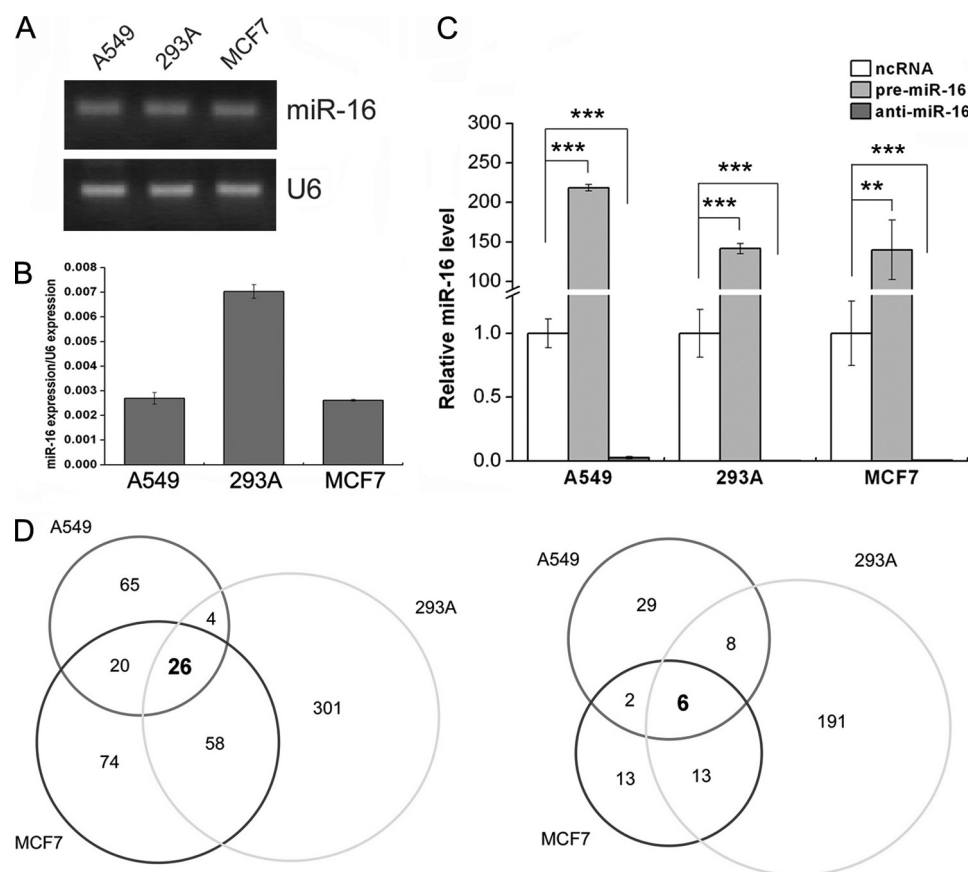 A
A549
293A
MCF7
miR-16
U6
B
miR-16 expression/U6 expression
0.008
0.007
0.006
0.005
0.004
0.003
0.002
0.001
0.000
A549
293A
MCF7
C
ncRNA
pre-miR-16
anti-miR-16
Relative miR-16 level
300
250
200
150
100
1.0
0.5
0.0
***
***
***
***
***
**
A549
293A
MCF7
D
A549
65
4
293A
20
26
301
74
58
MCF7
A549
293A
29
8
2
6
191
13
13
MCF7